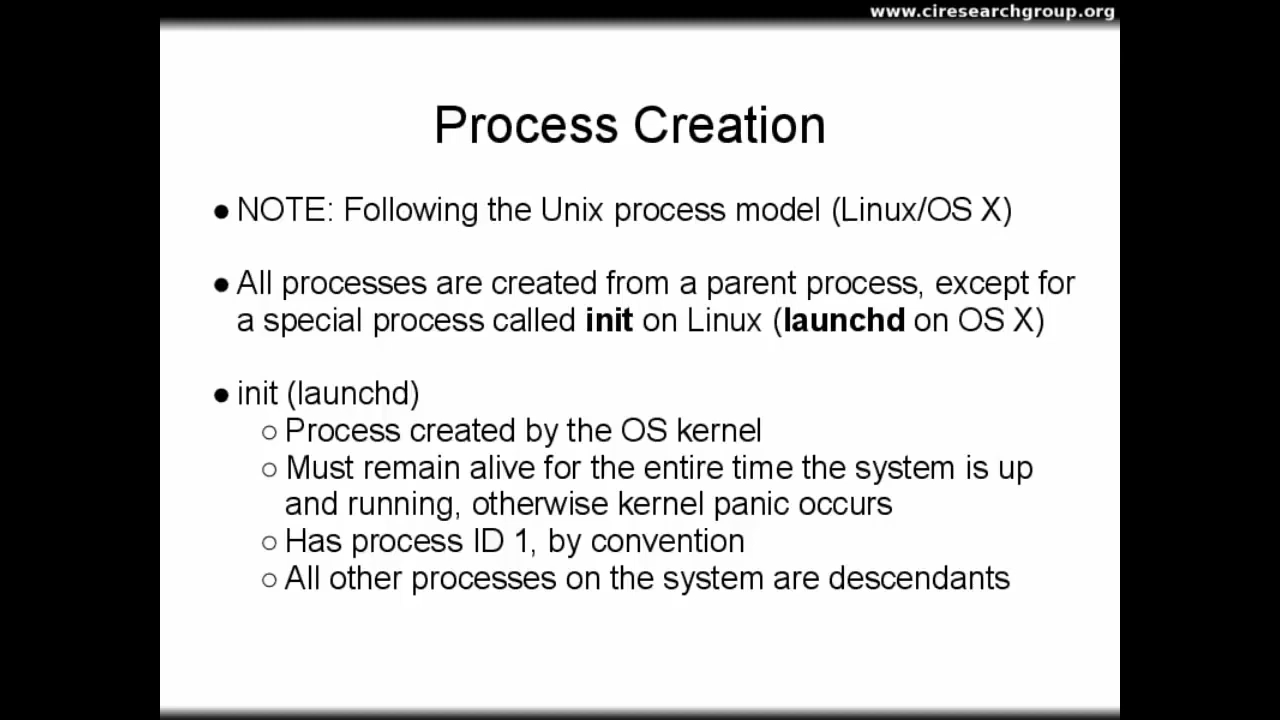 www.ciresearchgroup.org
Process Creation
● NOTE: Following the Unix process model (Linux/OS X)
● All processes are created from a parent process, except for
a special process called init on Linux (launchd on OS X)
● init (launchd)
○ Process created by the OS kernel
○ Must remain alive for the entire time the system is up
and running, otherwise kernel panic occurs
○ Has process ID 1, by convention
○ All other processes on the system are descendants